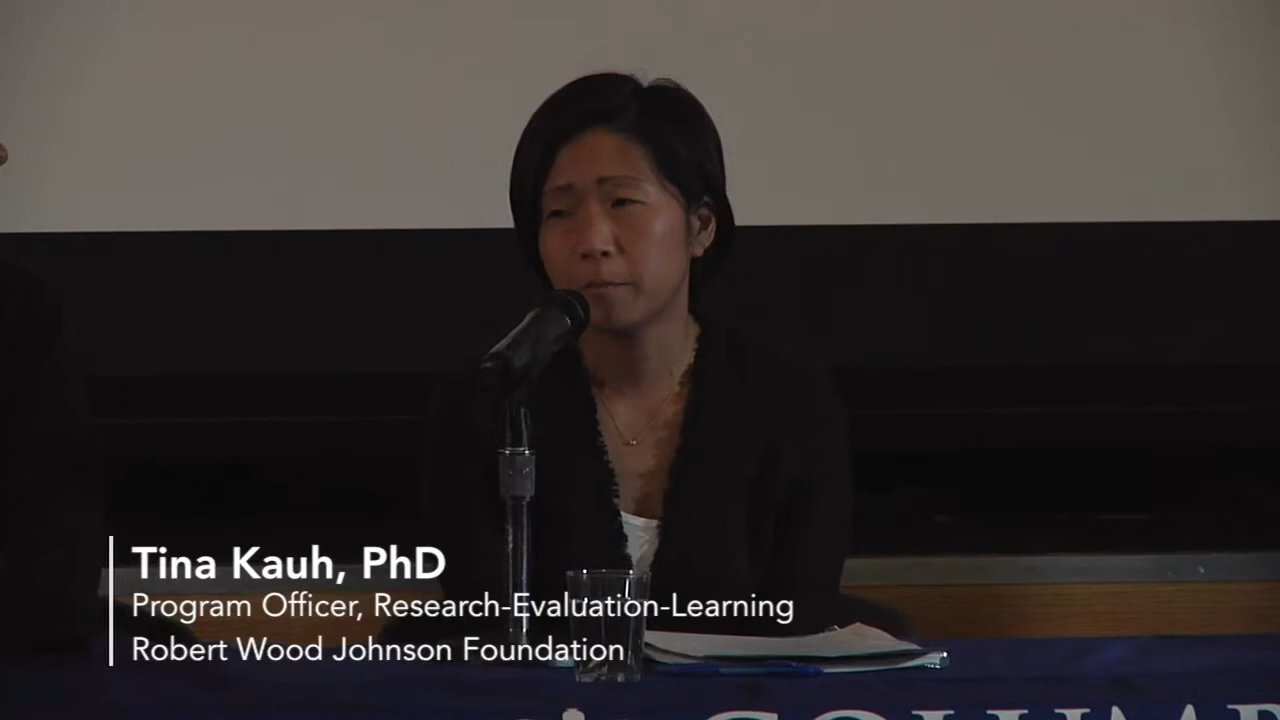 Tina Kauh, PhD
Program Officer, Research-Evaluation-Learning
Robert Wood Johnson Foundation